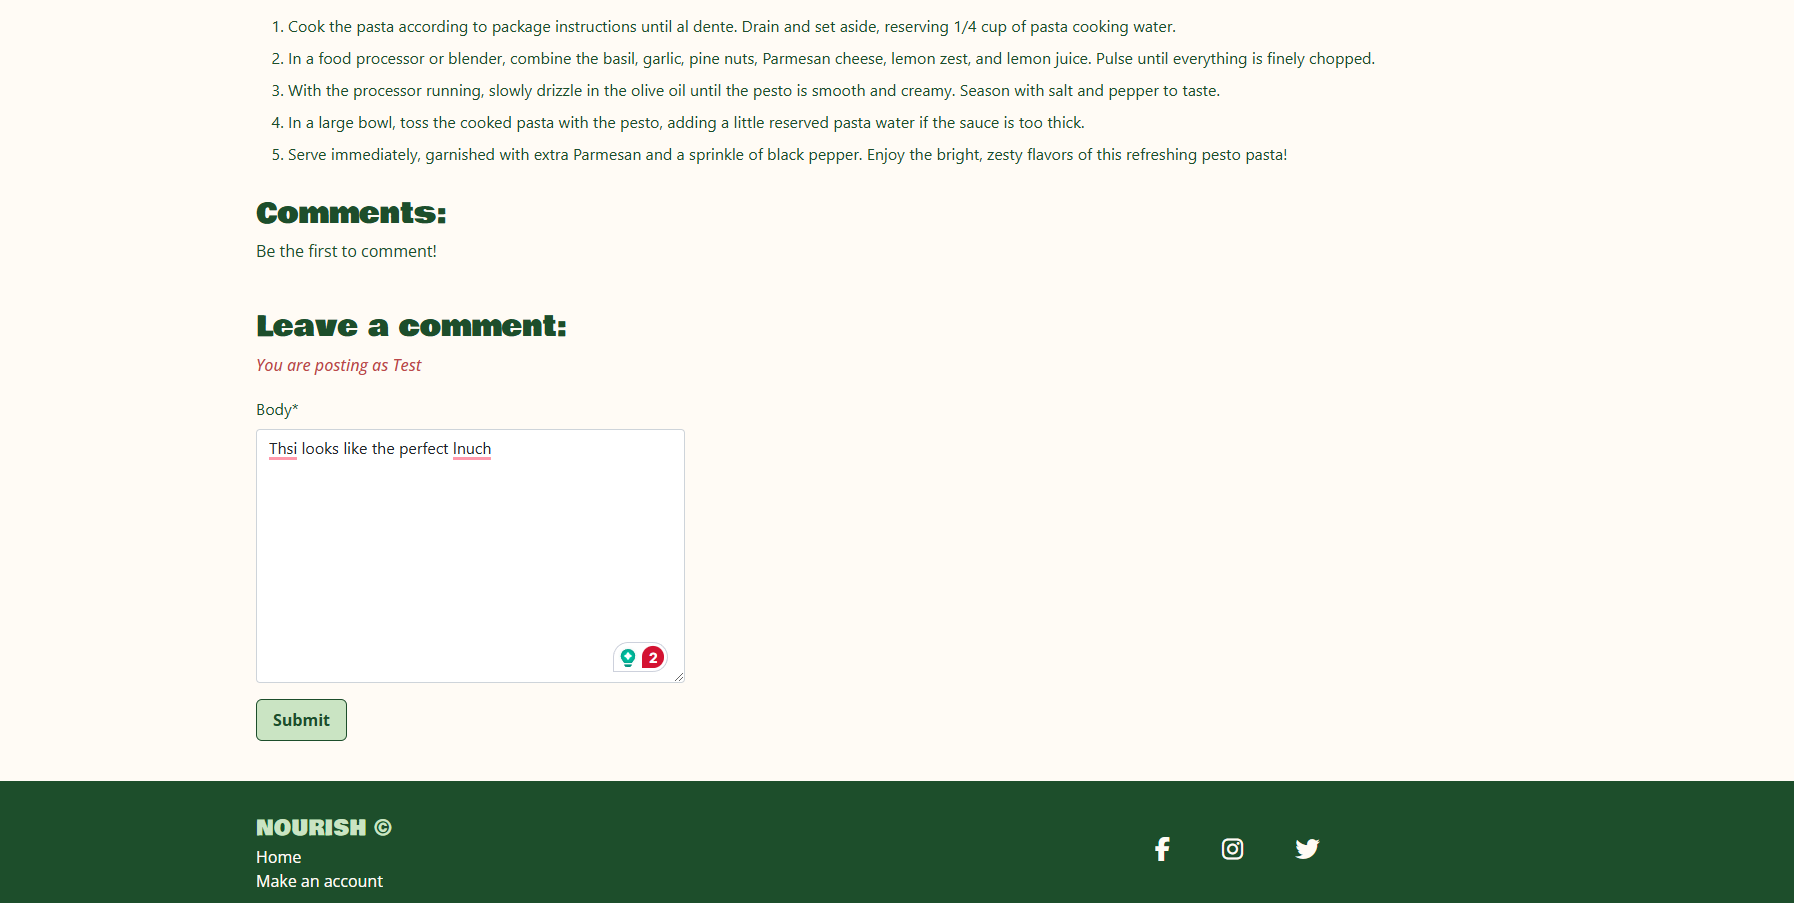 1. Cook the pasta according to package instructions until al dente. Drain and set aside, reserving 1/4 cup of pasta cooking water.
2. In a food processor or blender, combine the basil, garlic, pine nuts, Parmesan cheese, lemon zest, and lemon juice. Pulse until everything is finely chopped.
3. With the processor running, slowly drizzle in the olive oil until the pesto is smooth and creamy. Season with salt and pepper to taste.
4. In a large bowl, toss the cooked pasta with the pesto, adding a little reserved pasta water if the sauce is too thick.
5. Serve immediately, garnished with extra Parmesan and a sprinkle of black pepper. Enjoy the bright, zesty flavors of this refreshing pesto pasta!
Comments:
Be the first to comment!
Leave a comment:
You are posting as Test
Body*
Thsi looks like the perfect lnuch
2
Submit
NOURISH ©
Home
Make an account